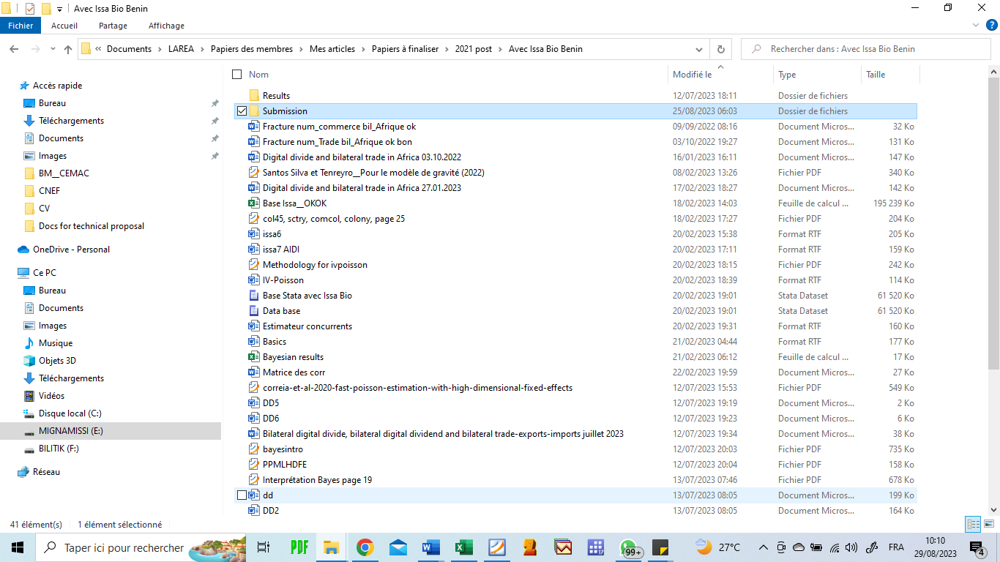 Avec Issa Bio Benin
Fichier Accueil Partage Affichage
« Documents › LAREA › Papiers des membres › Mes articles › Papiers à finaliser › 2021 post › Avec Issa Bio Benin
Rechercher dans : Avec Issa Bio Benin
Accès rapide
Bureau
Téléchargements
Documents
Images
BM__CEMAC
CNEF
CV
Docs for technical proposal
OneDrive - Personal
Ce PC
Bureau
Documents
Images
Musique
Objets 3D
Téléchargements
Vidéos
Disque local (C:)
MIGNAMISSI (E:)
BILITIK (F:)
Réseau
Nom Modifié le Type Taille
Results 12/07/2023 18:11 Dossier de fichiers
Submission 25/08/2023 06:03 Dossier de fichiers
Fracture num_commerce bil_Afrique ok 09/09/2022 08:16 Document Micros... 32 Ko
Fracture num_Trade bil_Afrique ok bon 03/10/2022 19:27 Document Micros... 131 Ko
Digital divide and bilateral trade in Africa 03.10.2022 16/01/2023 16:11 Document Micros... 147 Ko
Santos Silva et Tenreyro__Pour le modèle de gravité (2022) 08/02/2023 13:26 Fichier PDF 340 Ko
Digital divide and bilateral trade in Africa 27.01.2023 17/02/2023 18:27 Document Micros... 142 Ko
Base Issa__OKOK 18/02/2023 14:03 Feuille de calcul ... 195 239 Ko
col45, sctry, comcol, colony, page 25 18/02/2023 17:27 Fichier PDF 204 Ko
issa6 20/02/2023 15:38 Format RTF 205 Ko
issa7 AIDI 20/02/2023 17:11 Format RTF 159 Ko
Methodology for ivpoisson 20/02/2023 18:15 Fichier PDF 242 Ko
IV-Poisson 20/02/2023 18:39 Format RTF 114 Ko
Base Stata avec Issa Bio 20/02/2023 19:01 Stata Dataset 61 520 Ko
Data base 20/02/2023 19:01 Stata Dataset 61 520 Ko
Estimateur concurrents 20/02/2023 19:31 Format RTF 160 Ko
Basics 21/02/2023 04:44 Format RTF 177 Ko
Bayesian results 21/02/2023 06:12 Feuille de calcul ... 17 Ko
Matrice des corr 22/02/2023 19:59 Document Micros... 27 Ko
correia-et-al-2020-fast-poisson-estimation-with-high-dimensional-fixed-effects 12/07/2023 15:53 Fichier PDF 549 Ko
DD5 12/07/2023 19:19 Document Micros... 2 Ko
DD6 12/07/2023 19:23 Document Micros... 6 Ko
Bilateral digital divide, bilateral digital dividend and bilateral trade-exports-imports juillet 2023 12/07/2023 19:34 Document Micros... 38 Ko
bayesintro 12/07/2023 20:03 Fichier PDF 735 Ko
PPMLHDFE 12/07/2023 20:04 Fichier PDF 158 Ko
Interprétation Bayes page 19 13/07/2023 07:46 Fichier PDF 678 Ko
dd 13/07/2023 08:05 Document Micros... 199 Ko
DD2 13/07/2023 08:05 Document Micros... 164 Ko
41 élément(s) 1 élément sélectionné
Taper ici pour rechercher
PDF
99+
17
27°C
FRA
10:10
29/08/2023
4